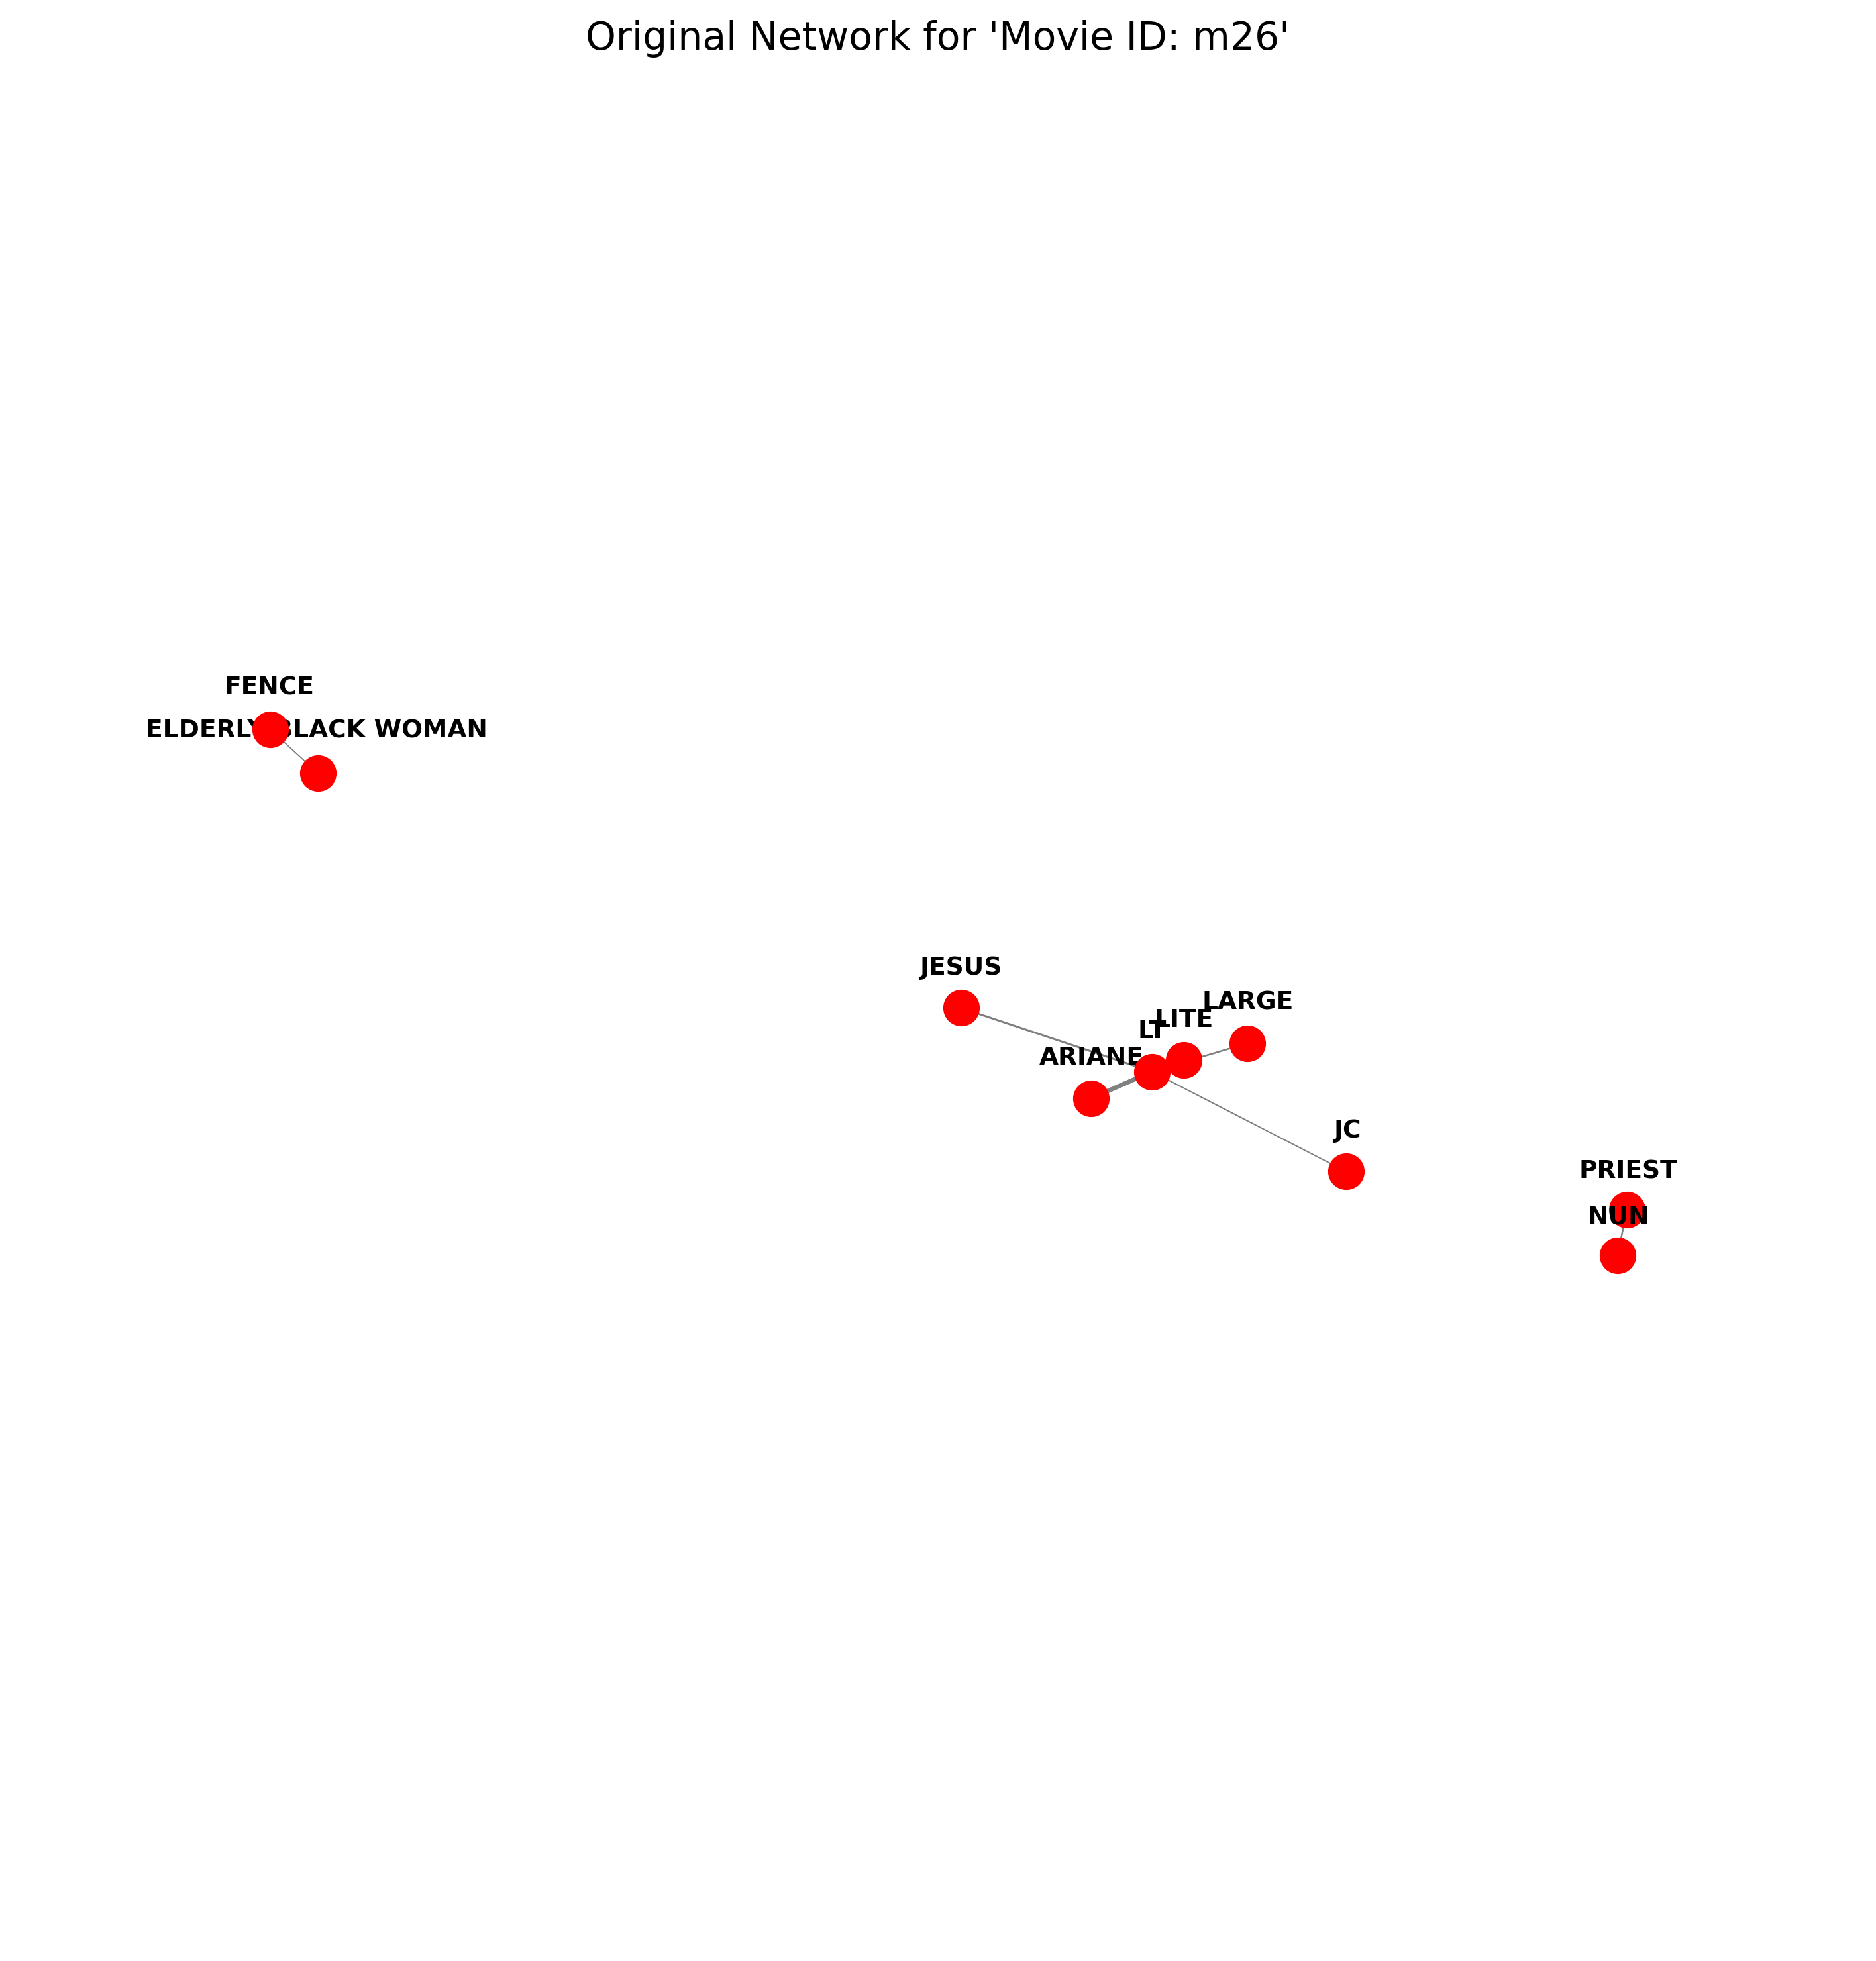 Original Network for 'Movie ID: m26'
FENCE
ELDERLY BLACK WOMAN
JESUS
LARGE
LITE
LT
ARIANE
JC
PRIEST
NUN